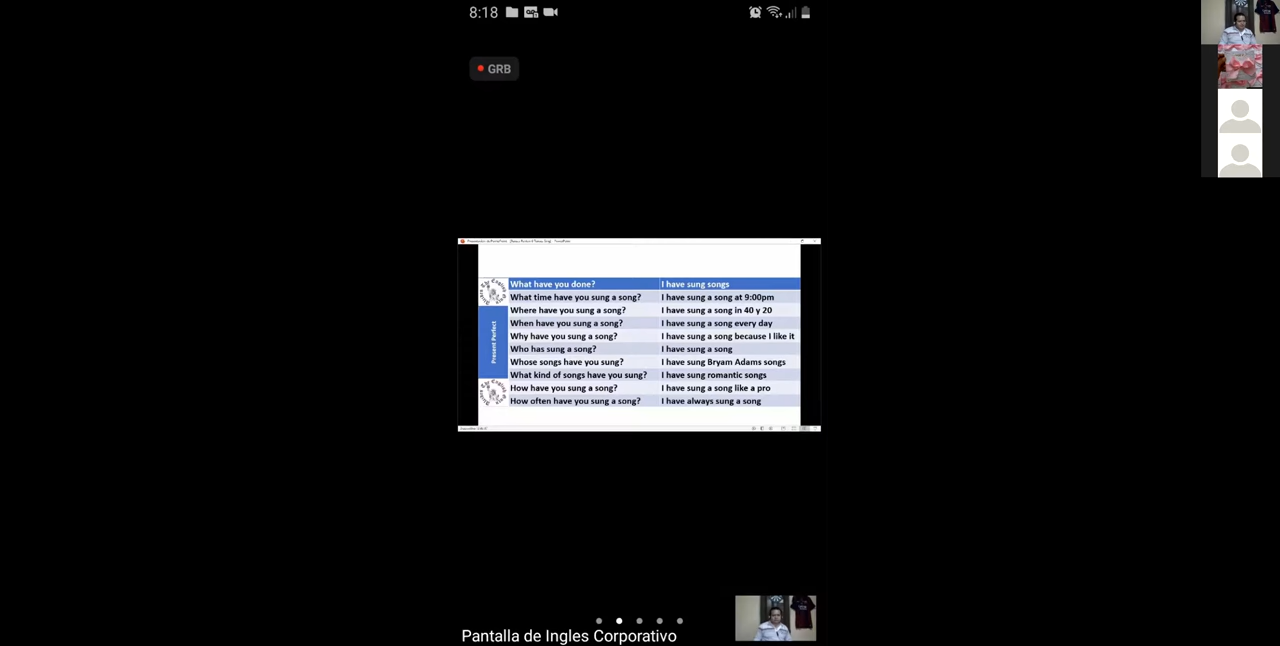 8:18
GRB
What have you done? I have sung songs
What time have you sung a song? I have sung a song at 9:00pm
Where have you sung a song? I have sung a song in 40 y 20
When have you sung a song? I have sung a song every day
Why have you sung a song? I have sung a song because I like it
Who has sung a song? I have sung a song
Whose songs have you sung? I have sung Bryam Adams songs
What kind of songs have you sung? I have sung romantic songs
How have you sung a song? I have sung a song like a pro
How often have you sung a song? I have always sung a song
Present Perfect
Pantalla de Ingles Corporativo